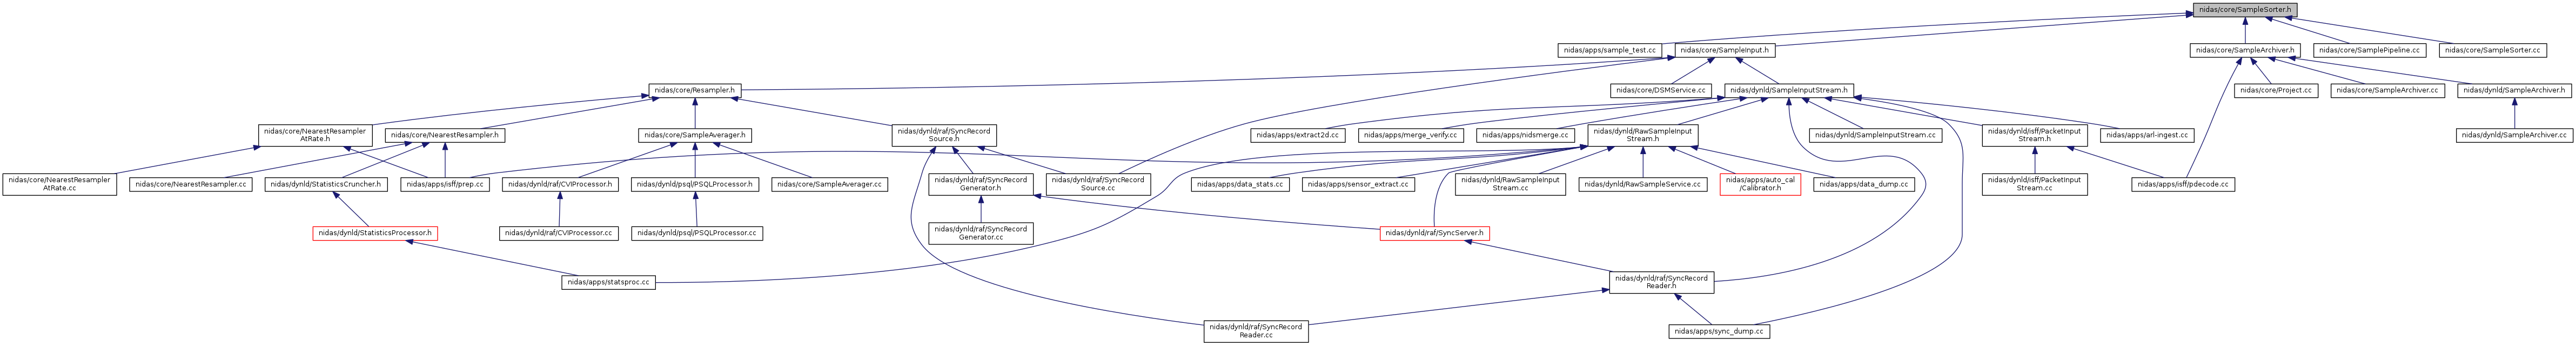 nidas/core/SampleSorter.h
nidas/apps/sample_test.cc
nidas/core/SampleInput.h
nidas/core/SampleArchiver.h
nidas/core/SamplePipeline.cc
nidas/core/SampleSorter.cc
nidas/core/Resampler.h
nidas/core/DSMService.cc
nidas/dynld/SampleInputStream.h
nidas/core/Project.cc
nidas/core/SampleArchiver.cc
nidas/dynld/SampleArchiver.h
nidas/core/NearestResampler
AtRate.h
nidas/core/NearestResampler.h
nidas/core/SampleAverager.h
nidas/dynld/raf/SyncRecord
Source.h
nidas/apps/extract2d.cc
nidas/apps/merge_verify.cc
nidas/apps/nidsmerge.cc
nidas/dynld/RawSampleInput
Stream.h
nidas/dynld/SampleInputStream.cc
nidas/dynld/isff/PacketInput
Stream.h
nidas/apps/arl-ingest.cc
nidas/dynld/SampleArchiver.cc
nidas/core/NearestResampler
AtRate.cc
nidas/core/NearestResampler.cc
nidas/dynld/StatisticsCruncher.h
nidas/apps/isff/prep.cc
nidas/dynld/raf/CVIProcessor.h
nidas/dynld/psql/PSQLProcessor.h
nidas/core/SampleAverager.cc
nidas/dynld/raf/SyncRecord
Generator.h
nidas/dynld/raf/SyncRecord
Source.cc
nidas/apps/data_stats.cc
nidas/apps/sensor_extract.cc
nidas/dynld/RawSampleInput
Stream.cc
nidas/dynld/RawSampleService.cc
nidas/apps/auto_cal
/Calibrator.h
nidas/apps/data_dump.cc
nidas/dynld/isff/PacketInput
Stream.cc
nidas/apps/isff/pdecode.cc
nidas/dynld/StatisticsProcessor.h
nidas/dynld/raf/CVIProcessor.cc
nidas/dynld/psql/PSQLProcessor.cc
nidas/dynld/raf/SyncRecord
Generator.cc
nidas/dynld/raf/SyncServer.h
nidas/apps/statsproc.cc
nidas/dynld/raf/SyncRecord
Reader.h
nidas/dynld/raf/SyncRecord
Reader.cc
nidas/apps/sync_dump.cc